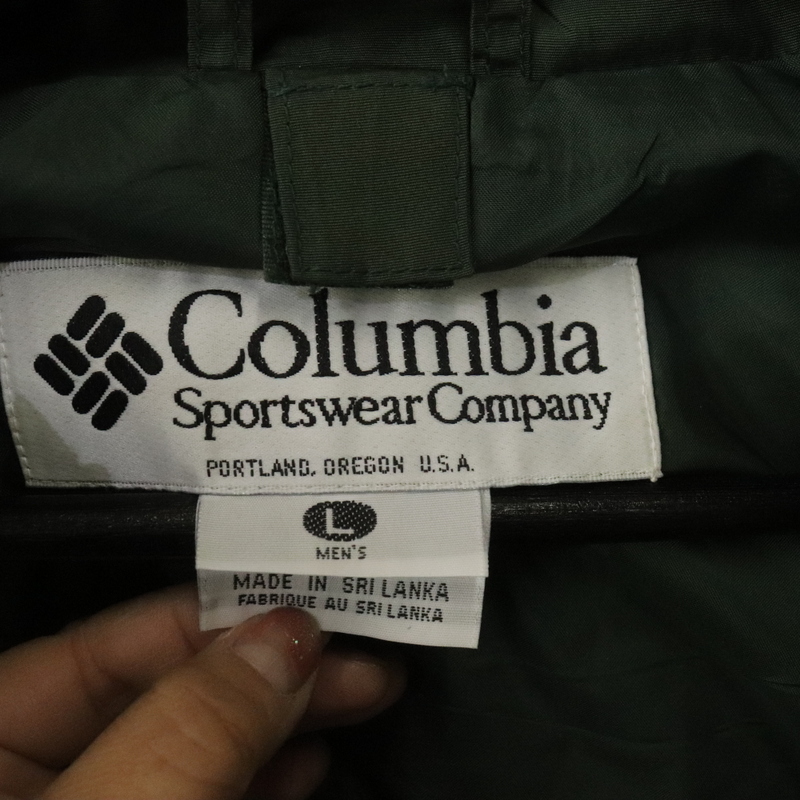 Columbia
Sportswear Company
PORTLAND, OREGON U.S.A.
L
MEN'S
MADE IN SRI LANKA
FABRIQUE AU SRI LANKA